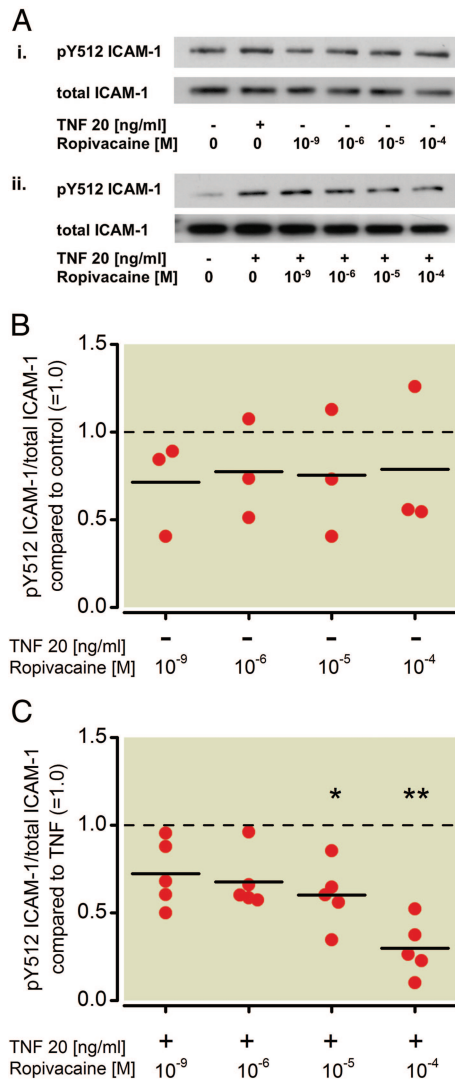 A
i. pY512 ICAM-1
total ICAM-1
TNF 20 [ng/ml] - + - - - -
Ropivacaine [M] 0 0 10⁻⁹ 10⁻⁶ 10⁻⁵ 10⁻⁴
ii. pY512 ICAM-1
total ICAM-1
TNF 20 [ng/ml] - + + + + +
Ropivacaine [M] 0 0 10⁻⁹ 10⁻⁶ 10⁻⁵ 10⁻⁴
B
pY512 ICAM-1/total ICAM-1
compared to control (=1.0)
1.5
1.0
0.5
0.0
TNF 20 [ng/ml] - - - -
Ropivacaine [M] 10⁻⁹ 10⁻⁶ 10⁻⁵ 10⁻⁴
C
pY512 ICAM-1/total ICAM-1
compared to TNF (=1.0)
1.5
* **
1.0
0.5
0.0
TNF 20 [ng/ml] + + + +
Ropivacaine [M] 10⁻⁹ 10⁻⁶ 10⁻⁵ 10⁻⁴